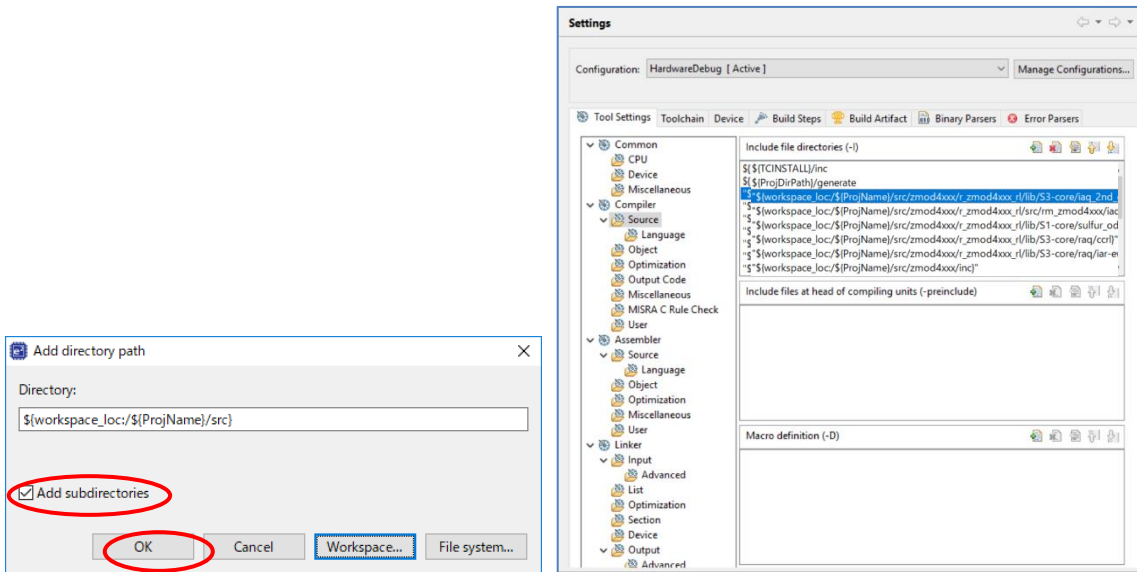 Add directory path
Directory:
${workspace_loc:/${ProjName}/src}
Add subdirectories
OK
Cancel
Workspace...
File system...
Settings
Configuration:
HardwareDebug [ Active ]
Manage Configurations...
Tool Settings
Toolchain
Device
Build Steps
Build Artifact
Binary Parsers
Error Parsers
Common
CPU
Device
Miscellaneous
Compiler
Source
Language
Object
Optimization
Output Code
Miscellaneous
MISRA C Rule Check
User
Assembler
Source
Language
Object
Optimization
Miscellaneous
User
Linker
Input
Advanced
List
Optimization
Section
Device
Output
Advanced
Include file directories (-I)
${TCINSTALL}/inc
${ProjDirPath}/generate
"${workspace_loc:/${ProjName}/src/zmod4xxx/r_zmod4xxx_rl/lib/S3-core/iaq_2nd_
"${workspace_loc:/${ProjName}/src/zmod4xxx/r_zmod4xxx_rl/src/rm_zmod4xxx/iaq
"${workspace_loc:/${ProjName}/src/zmod4xxx/r_zmod4xxx_rl/lib/S1-core/sulfur_od
"${workspace_loc:/${ProjName}/src/zmod4xxx/r_zmod4xxx_rl/lib/S3-core/raq/ccrl}"
"${workspace_loc:/${ProjName}/src/zmod4xxx/r_zmod4xxx_rl/lib/S3-core/raq/iar-ew
"${workspace_loc:/${ProjName}/src/zmod4xxx/inc}"
Include files at head of compiling units (-preinclude)
Macro definition (-D)